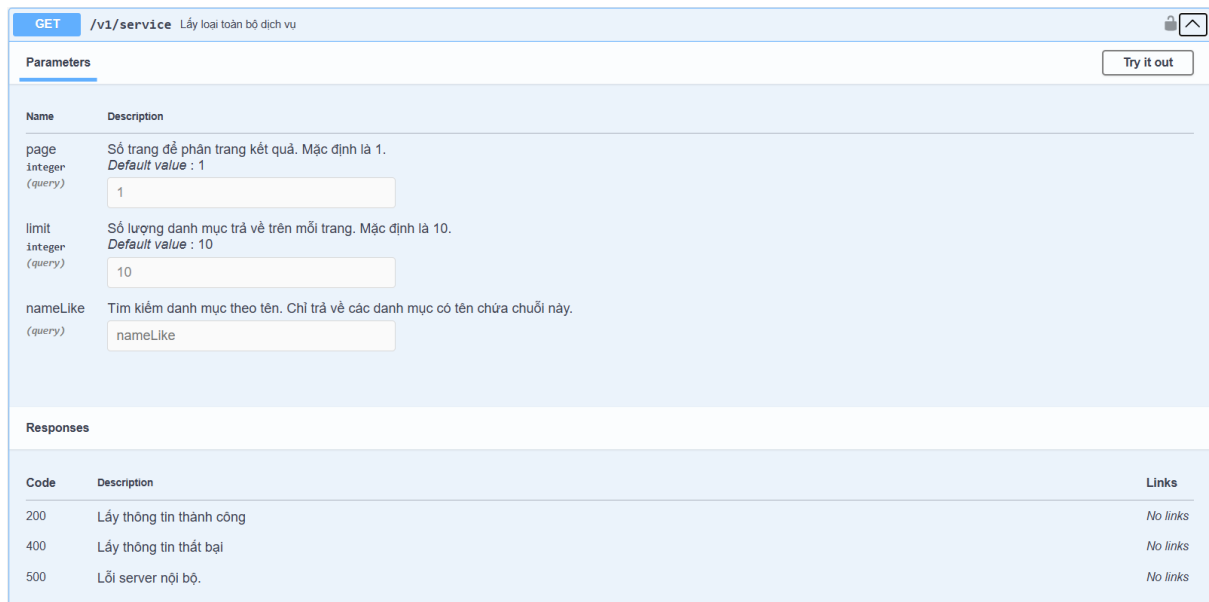 GET /v1/service Lấy loại toàn bộ dịch vụ
Parameters Try it out
Name Description
page Số trang để phân trang kết quả. Mặc định là 1.
integer Default value : 1
(query)
1
limit Số lượng danh mục trả về trên mỗi trang. Mặc định là 10.
integer Default value : 10
(query)
10
nameLike Tìm kiếm danh mục theo tên. Chỉ trả về các danh mục có tên chứa chuỗi này.
(query) nameLike
Responses
Code Description Links
200 Lấy thông tin thành công No links
400 Lấy thông tin thất bại No links
500 Lỗi server nội bộ. No links